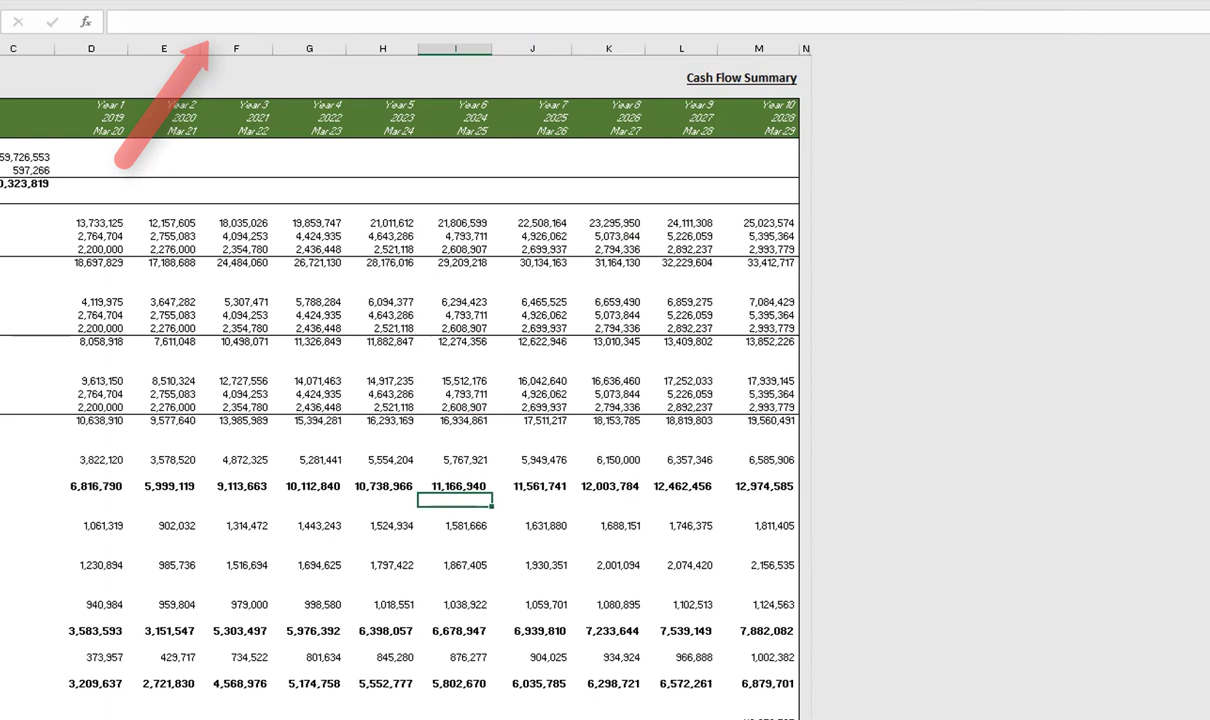 fx
C D E F G H I J K L M N
Cash Flow Summary
Year 1 Year 2 Year 3 Year 4 Year 5 Year 6 Year 7 Year 8 Year 9 Year 10
2019 2020 2021 2022 2023 2024 2025 2026 2027 2028
Mar 20 Mar 21 Mar 22 Mar 23 Mar 24 Mar 25 Mar 26 Mar 27 Mar 28 Mar 29
59,726,553
597,266
0,323,819
13,733,125 12,157,605 18,035,026 19,859,747 21,011,612 21,806,599 22,508,164 23,295,950 24,111,308 25,023,574
2,764,704 2,755,083 4,094,253 4,424,935 4,643,286 4,793,711 4,926,062 5,073,844 5,226,059 5,395,364
2,200,000 2,276,000 2,354,780 2,436,448 2,521,118 2,608,907 2,699,937 2,794,336 2,892,237 2,993,779
18,697,829 17,188,688 24,484,060 26,721,130 28,176,016 29,209,218 30,134,163 31,164,130 32,229,604 33,412,717
4,119,975 3,647,282 5,307,471 5,788,284 6,094,377 6,294,423 6,465,525 6,659,490 6,859,275 7,084,429
2,764,704 2,755,083 4,094,253 4,424,935 4,643,286 4,793,711 4,926,062 5,073,844 5,226,059 5,395,364
2,200,000 2,276,000 2,354,780 2,436,448 2,521,118 2,608,907 2,699,937 2,794,336 2,892,237 2,993,779
8,058,918 7,611,048 10,498,071 11,326,849 11,882,847 12,274,356 12,622,946 13,010,345 13,409,802 13,852,226
9,613,150 8,510,324 12,727,556 14,071,463 14,917,235 15,512,176 16,042,640 16,636,460 17,252,033 17,939,145
2,764,704 2,755,083 4,094,253 4,424,935 4,643,286 4,793,711 4,926,062 5,073,844 5,226,059 5,395,364
2,200,000 2,276,000 2,354,780 2,436,448 2,521,118 2,608,907 2,699,937 2,794,336 2,892,237 2,993,779
10,638,910 9,577,640 13,985,989 15,394,281 16,293,169 16,934,861 17,511,217 18,153,785 18,819,803 19,560,491
3,822,120 3,578,520 4,872,325 5,281,441 5,554,204 5,767,921 5,949,476 6,150,000 6,357,346 6,585,906
6,816,790 5,999,119 9,113,663 10,112,840 10,738,966 11,166,940 11,561,741 12,003,784 12,462,456 12,974,585
1,061,319 902,032 1,314,472 1,443,243 1,524,934 1,581,666 1,631,880 1,688,151 1,746,375 1,811,405
1,230,894 985,736 1,516,694 1,694,625 1,797,422 1,867,405 1,930,351 2,001,094 2,074,420 2,156,535
940,984 959,804 979,000 998,580 1,018,551 1,038,922 1,059,701 1,080,895 1,102,513 1,124,563
3,583,593 3,151,547 5,303,497 5,976,392 6,398,057 6,678,947 6,939,810 7,233,644 7,539,149 7,882,082
373,957 429,717 734,522 801,634 845,280 876,277 904,025 934,924 966,888 1,002,382
3,209,637 2,721,830 4,568,976 5,174,758 5,552,777 5,802,670 6,035,785 6,298,721 6,572,261 6,879,701